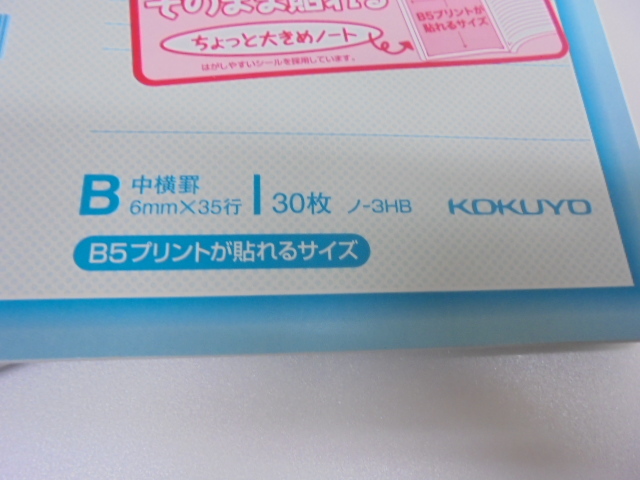 そのまま貼れる
ちょっと大きめノート
はがしやすいシールを採用しています。
B5プリントが
貼れるサイズ
B 中横罫
6mm×35行
30枚 ノ-3HB KOKUYO
B5プリントが貼れるサイズ